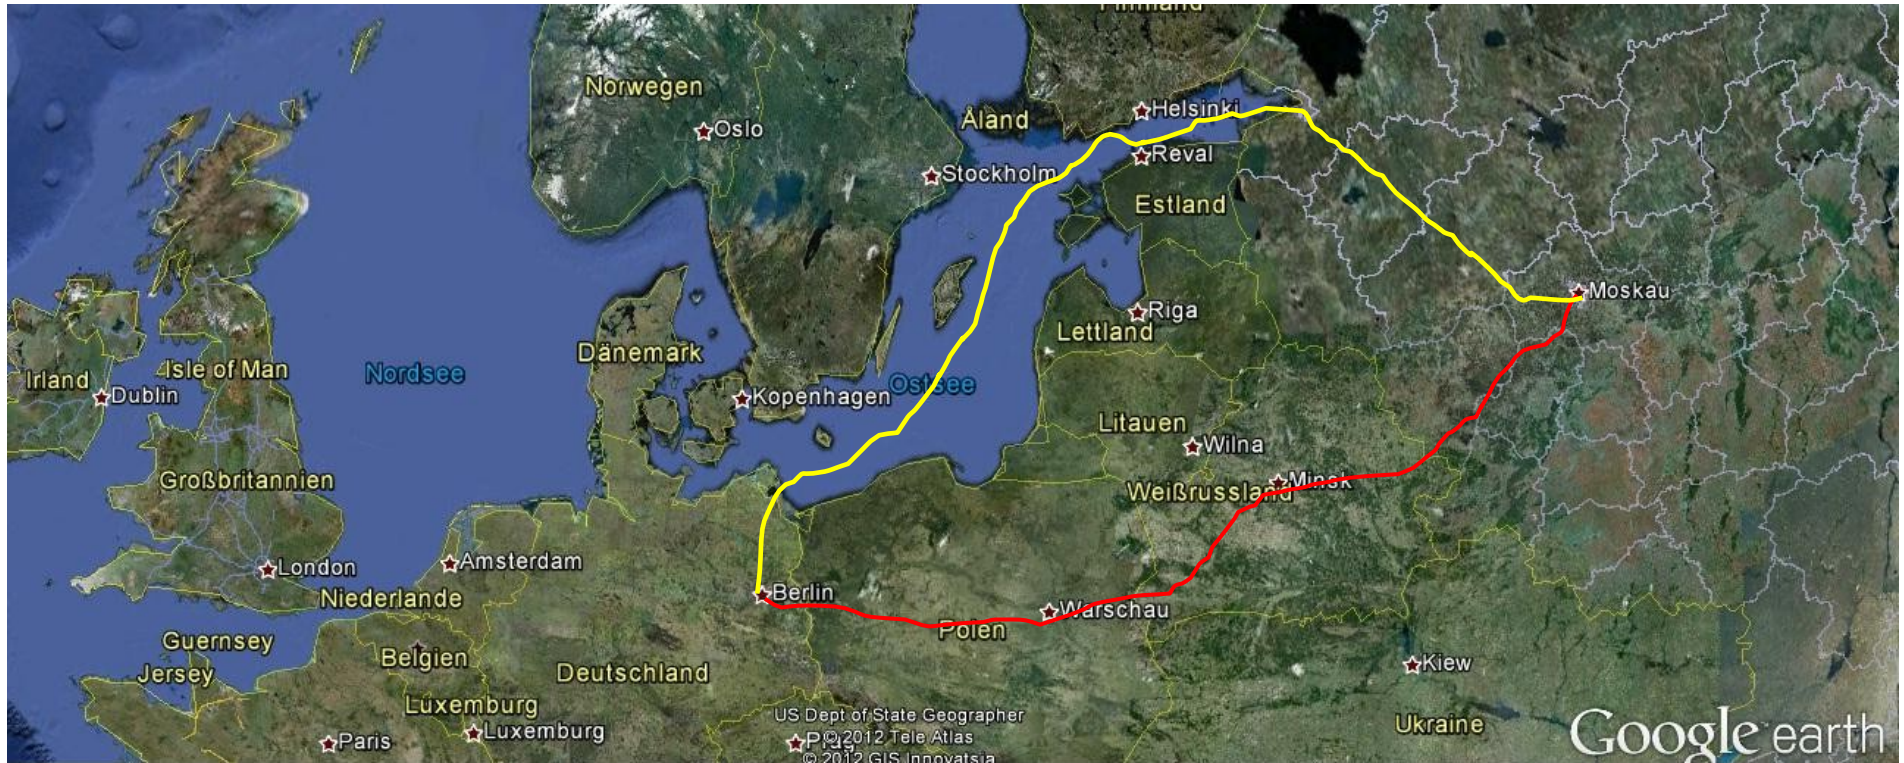 Finnland
Norwegen
Helsinki
Åland
Oslo
Reval
Stockholm
Estland
Moskau
Riga
Lettland
Dänemark
Isle of Man
Nordsee
Irland
Ostsee
Dublin
Kopenhagen
Litauen
Wilna
Großbritannien
Minsk
Weißrussland
Amsterdam
London
Berlin
Niederlande
Warschau
Polen
Guernsey
Belgien
Kiew
Jersey
Deutschland
Luxemburg
US Dept of State Geographer
Ukraine
Luxemburg
© 2012 Tele Atlas
Paris
Prag
© 2012 GIS Innovatsia
Google earth